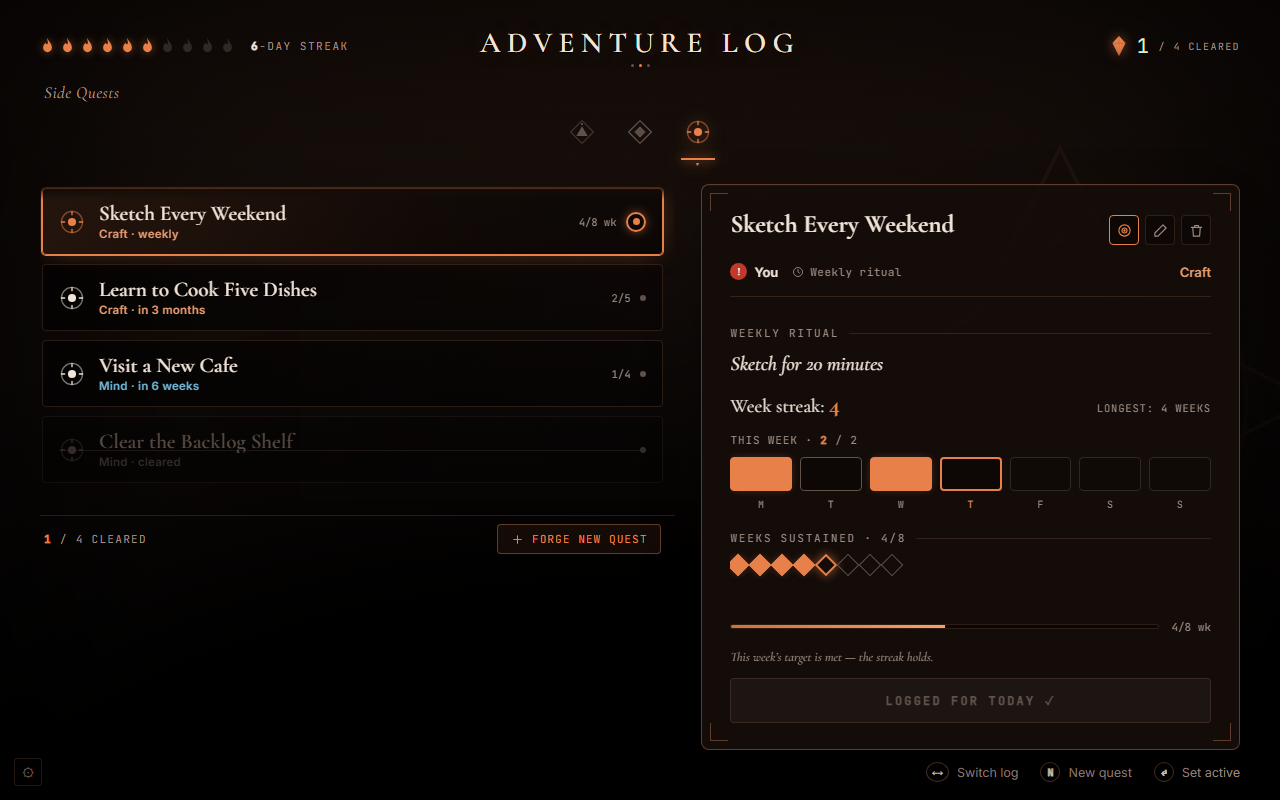 6-DAY STREAK
ADVENTURE LOG
1 / 4 CLEARED
Side Quests
Sketch Every Weekend
Craft · weekly
4/8 wk
Learn to Cook Five Dishes
Craft · in 3 months
2/5
Visit a New Cafe
Mind · in 6 weeks
1/4
Clear the Backlog Shelf
Mind · cleared
1 / 4 CLEARED
+ FORGE NEW QUEST
Sketch Every Weekend
! You Weekly ritual Craft
WEEKLY RITUAL
Sketch for 20 minutes
Week streak: 4
LONGEST: 4 WEEKS
THIS WEEK · 2 / 2
M T W T F S S
WEEKS SUSTAINED · 4/8
4/8 wk
This week's target is met — the streak holds.
LOGGED FOR TODAY ✓
↔ Switch log N New quest Set active